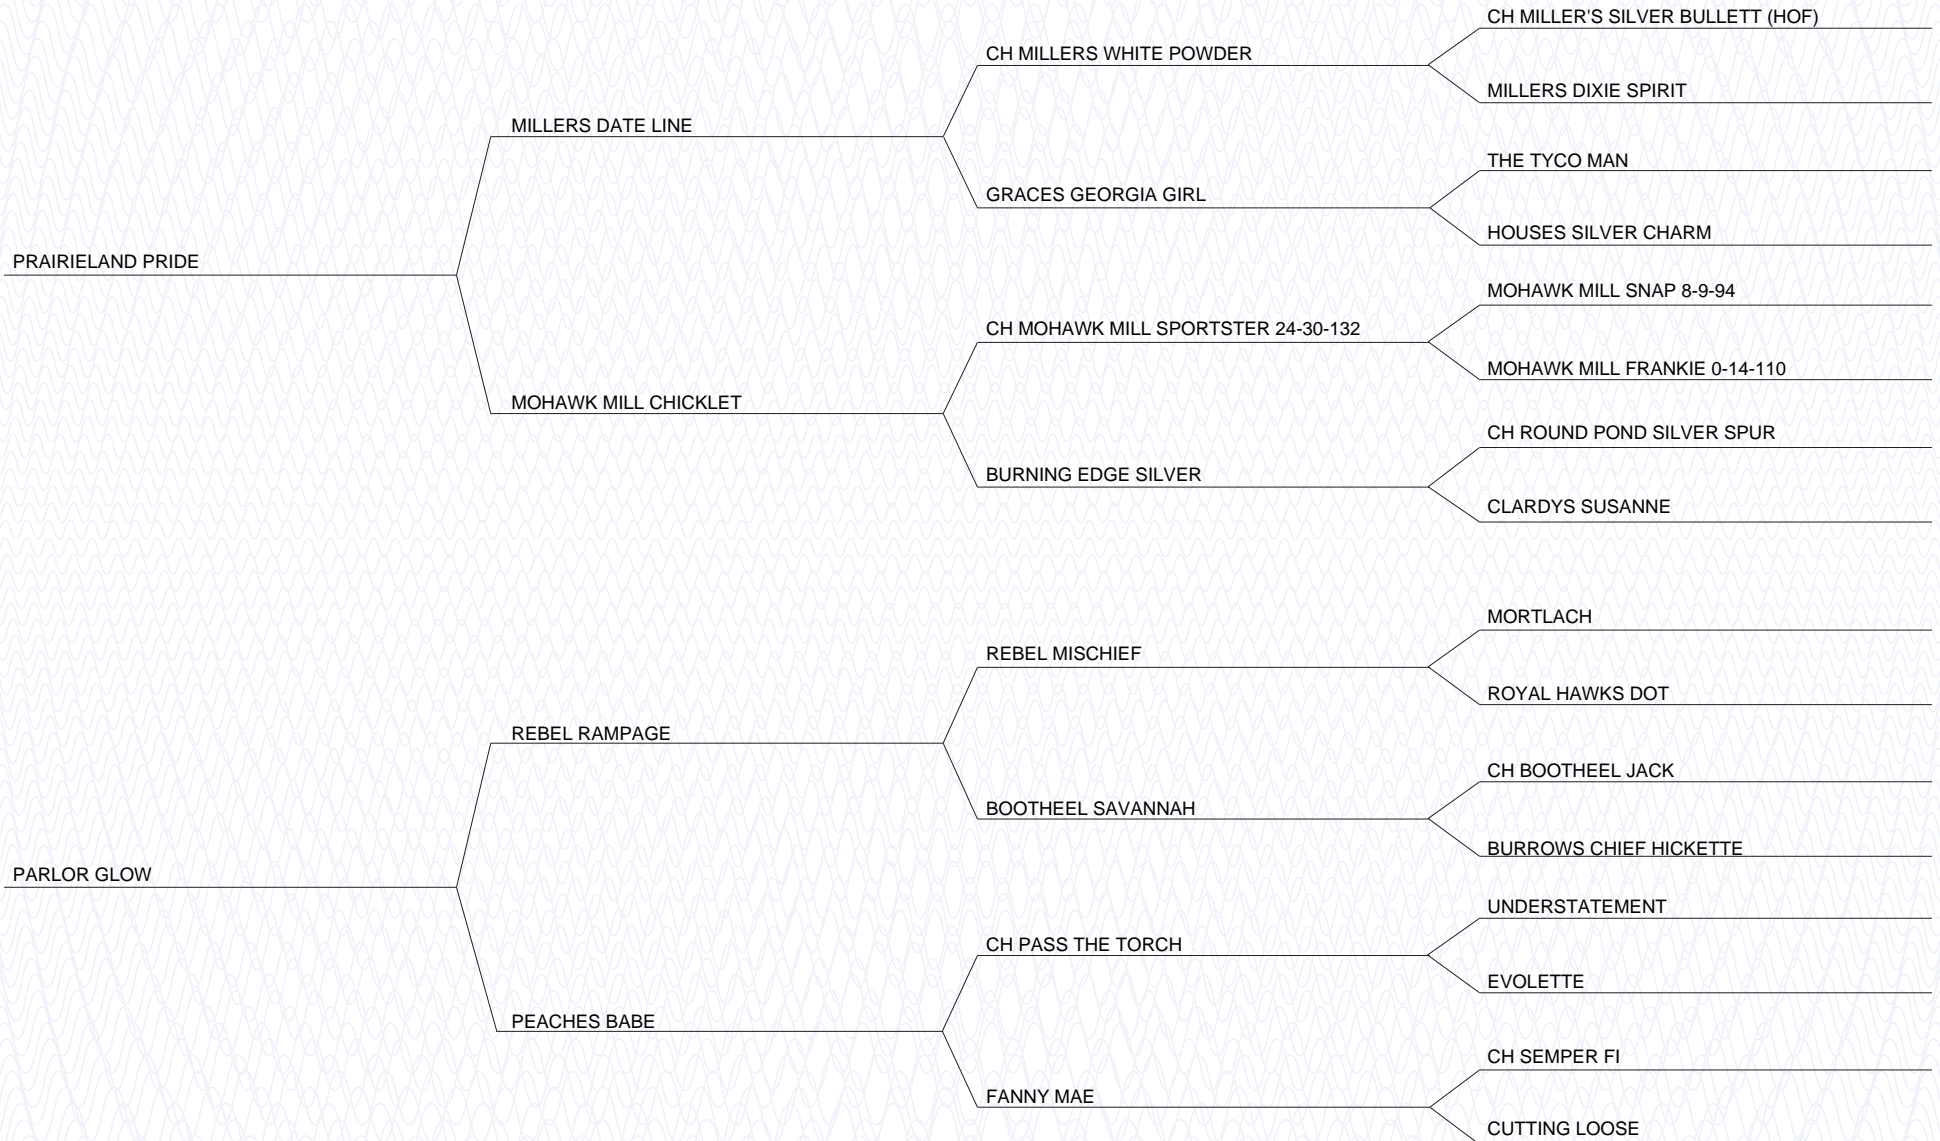 CH MILLER'S SILVER BULLETT (HOF)
CH MILLERS WHITE POWDER
MILLERS DIXIE SPIRIT
MILLERS DATE LINE
THE TYCO MAN
GRACES GEORGIA GIRL
HOUSES SILVER CHARM
PRAIRIELAND PRIDE
MOHAWK MILL SNAP 8-9-94
CH MOHAWK MILL SPORTSTER 24-30-132
MOHAWK MILL FRANKIE 0-14-110
MOHAWK MILL CHICKLET
CH ROUND POND SILVER SPUR
BURNING EDGE SILVER
CLARDYS SUSANNE
MORTLACH
REBEL MISCHIEF
ROYAL HAWKS DOT
REBEL RAMPAGE
CH BOOTHEEL JACK
BOOTHEEL SAVANNAH
BURROWS CHIEF HICKETTE
PARLOR GLOW
UNDERSTATEMENT
CH PASS THE TORCH
EVOLETTE
PEACHES BABE
CH SEMPER FI
FANNY MAE
CUTTING LOOSE